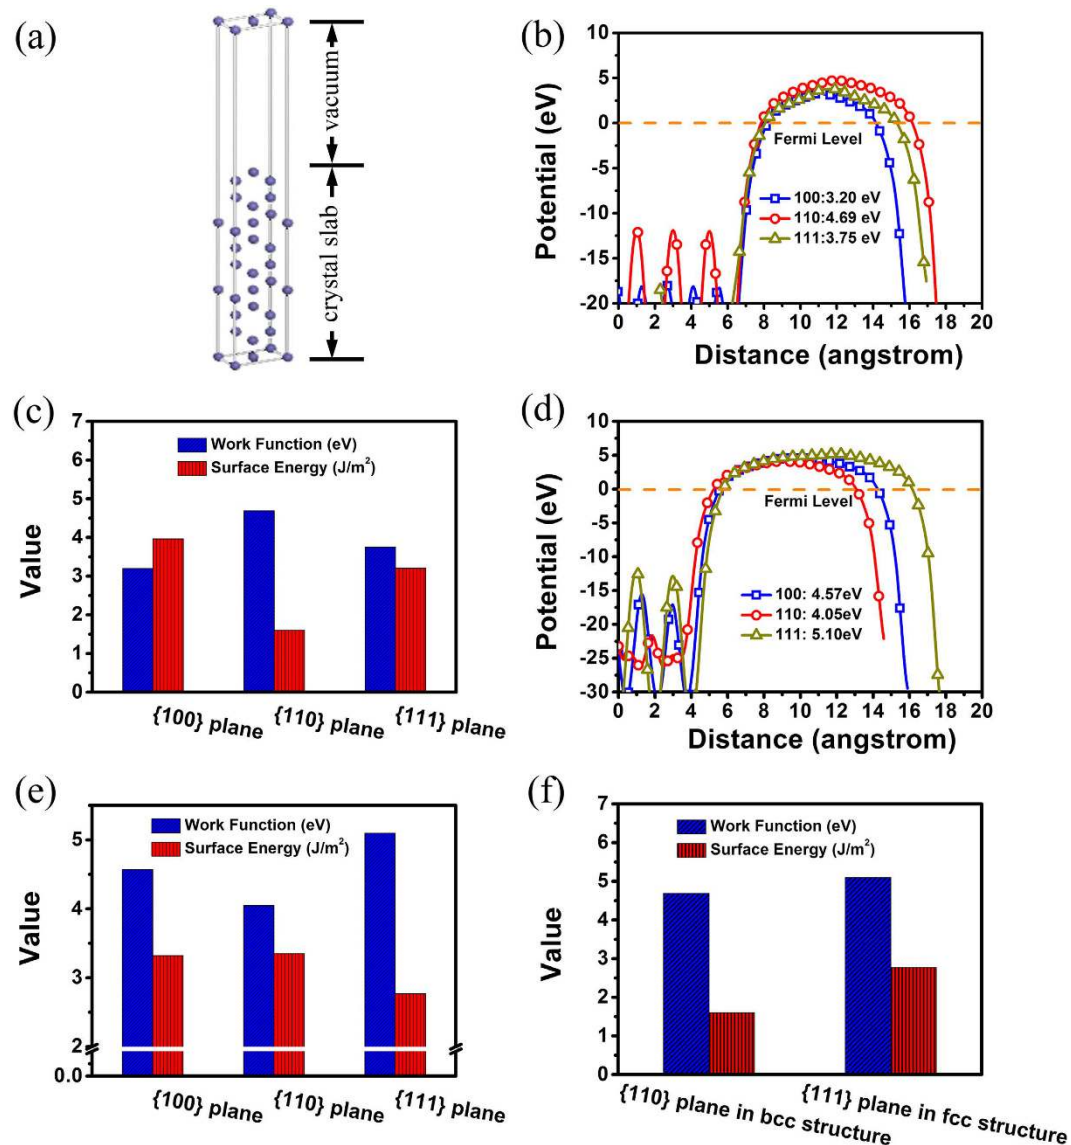 (a)
vacuum
crystal slab
(b)
Potential (eV)
10
5
0
-5
-10
-15
-20
Fermi Level
100:3.20 eV
110:4.69 eV
111:3.75 eV
0 2 4 6 8 10 12 14 16 18 20
Distance (angstrom)
(c)
Value
7
6
5
4
3
2
1
0
Work Function (eV)
Surface Energy (J/m²)
{100} plane
{110} plane
{111} plane
(d)
Potential (eV)
10
5
0
-5
-10
-15
-20
-25
-30
Fermi Level
100: 4.57eV
110: 4.05eV
111: 5.10eV
0 2 4 6 8 10 12 14 16 18 20
Distance (angstrom)
(e)
Value
5
4
3
2
0.0
Work Function (eV)
Surface Energy (J/m²)
{100} plane
{110} plane
{111} plane
(f)
Value
7
6
5
4
3
2
1
0
Work Function (eV)
Surface Energy (J/m²)
{110} plane in bcc structure
{111} plane in fcc structure